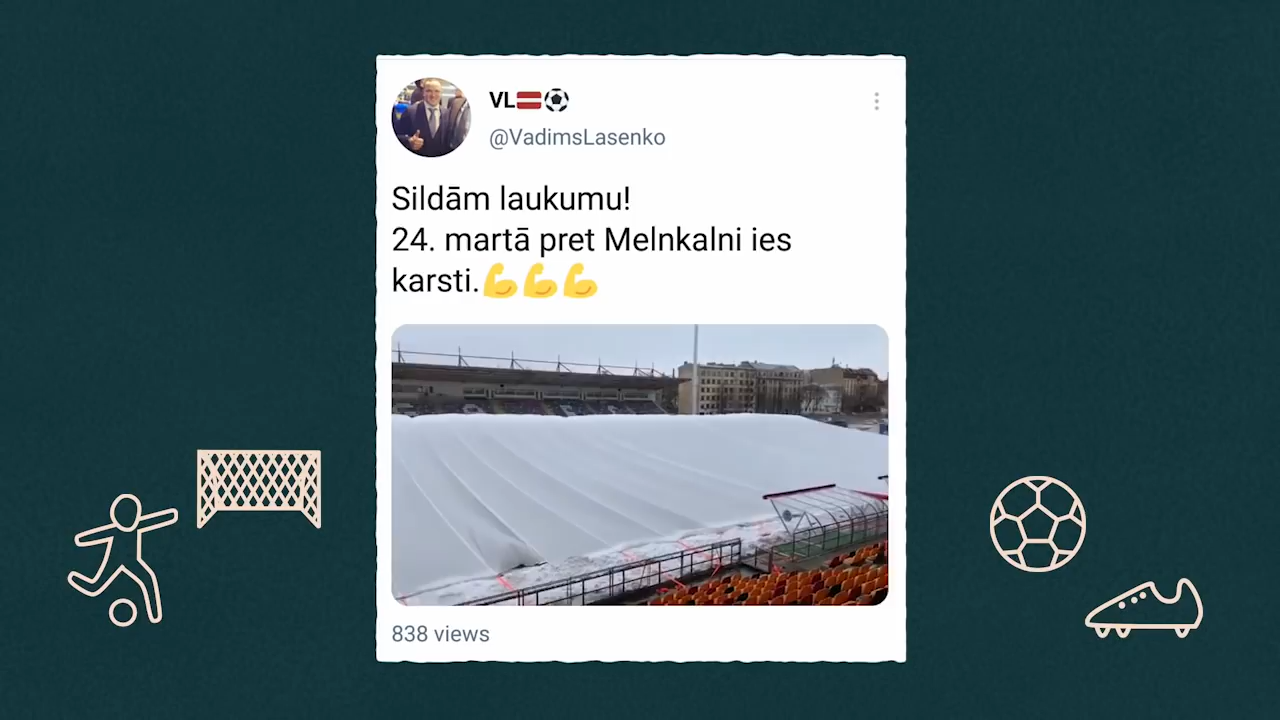 VL🇱🇻⚽
@VadimsLasenko
Sildām laukumu!
24. martā pret Melnkalni ies
karsti.💪💪💪
838 views